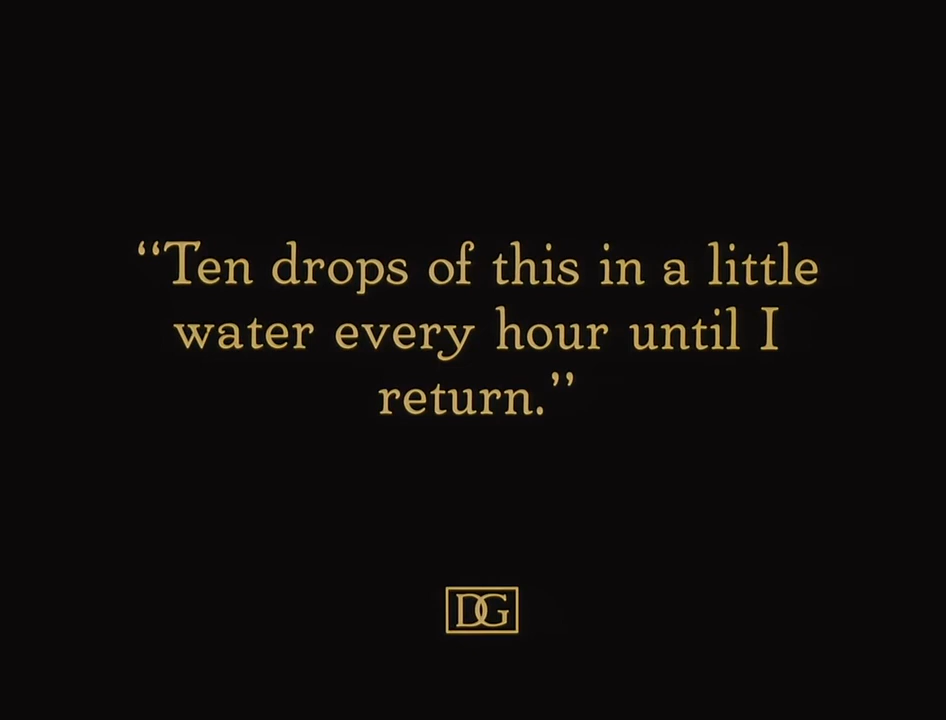 “Ten drops of this in a little
water every hour until I
return.”
DG